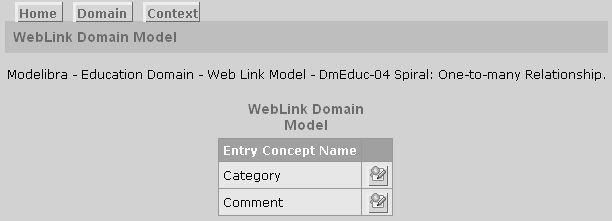 Home Domain Context
WebLink Domain Model
Modelibra - Education Domain - Web Link Model - DmEduc-04 Spiral: One-to-many Relationship.
WebLink Domain
Model
Entry Concept Name
Category
Comment